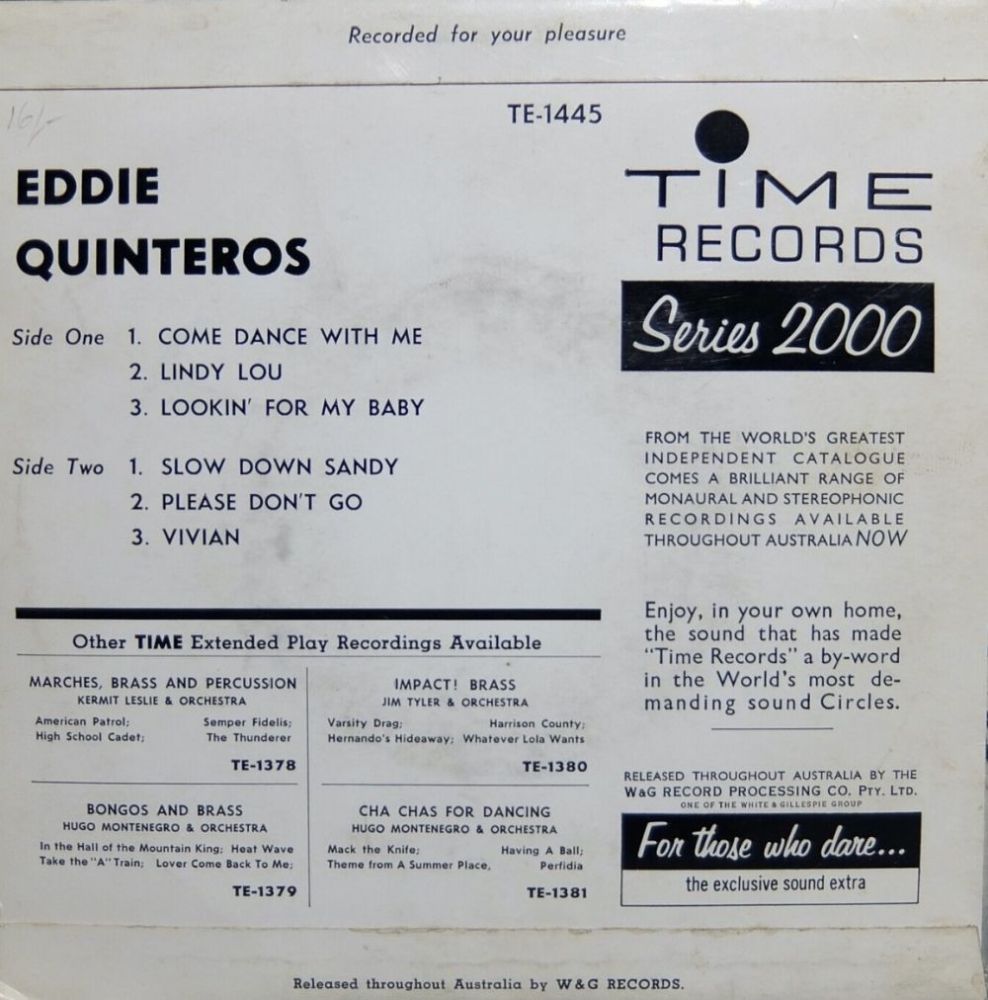 Recorded for your pleasure
16/-
TE-1445
EDDIE
QUINTEROS
Side One 1. COME DANCE WITH ME
2. LINDY LOU
3. LOOKIN' FOR MY BABY
Side Two 1. SLOW DOWN SANDY
2. PLEASE DON'T GO
3. VIVIAN
TIME
RECORDS
Series 2000
FROM THE WORLD'S GREATEST
INDEPENDENT CATALOGUE
COMES A BRILLIANT RANGE OF
MONAURAL AND STEREOPHONIC
RECORDINGS AVAILABLE
THROUGHOUT AUSTRALIA NOW
Enjoy, in your own home,
the sound that has made
"Time Records" a by-word
in the World's most de-
manding sound Circles.
Other TIME Extended Play Recordings Available
MARCHES, BRASS AND PERCUSSION
KERMIT LESLIE & ORCHESTRA
American Patrol; Semper Fidelis;
High School Cadet; The Thunderer
TE-1378
IMPACT! BRASS
JIM TYLER & ORCHESTRA
Varsity Drag; Harrison County;
Hernando's Hideaway; Whatever Lola Wants
TE-1380
BONGOS AND BRASS
HUGO MONTENEGRO & ORCHESTRA
In the Hall of the Mountain King; Heat Wave
Take the "A" Train; Lover Come Back To Me;
TE-1379
CHA CHAS FOR DANCING
HUGO MONTENEGRO & ORCHESTRA
Mack the Knife; Having A Ball;
Theme from A Summer Place, Perfidia
TE-1381
RELEASED THROUGHOUT AUSTRALIA BY THE
W&G RECORD PROCESSING CO. PTY. LTD.
ONE OF THE WHITE & GILLESPIE GROUP
For those who dare...
the exclusive sound extra
Released throughout Australia by W&G RECORDS.